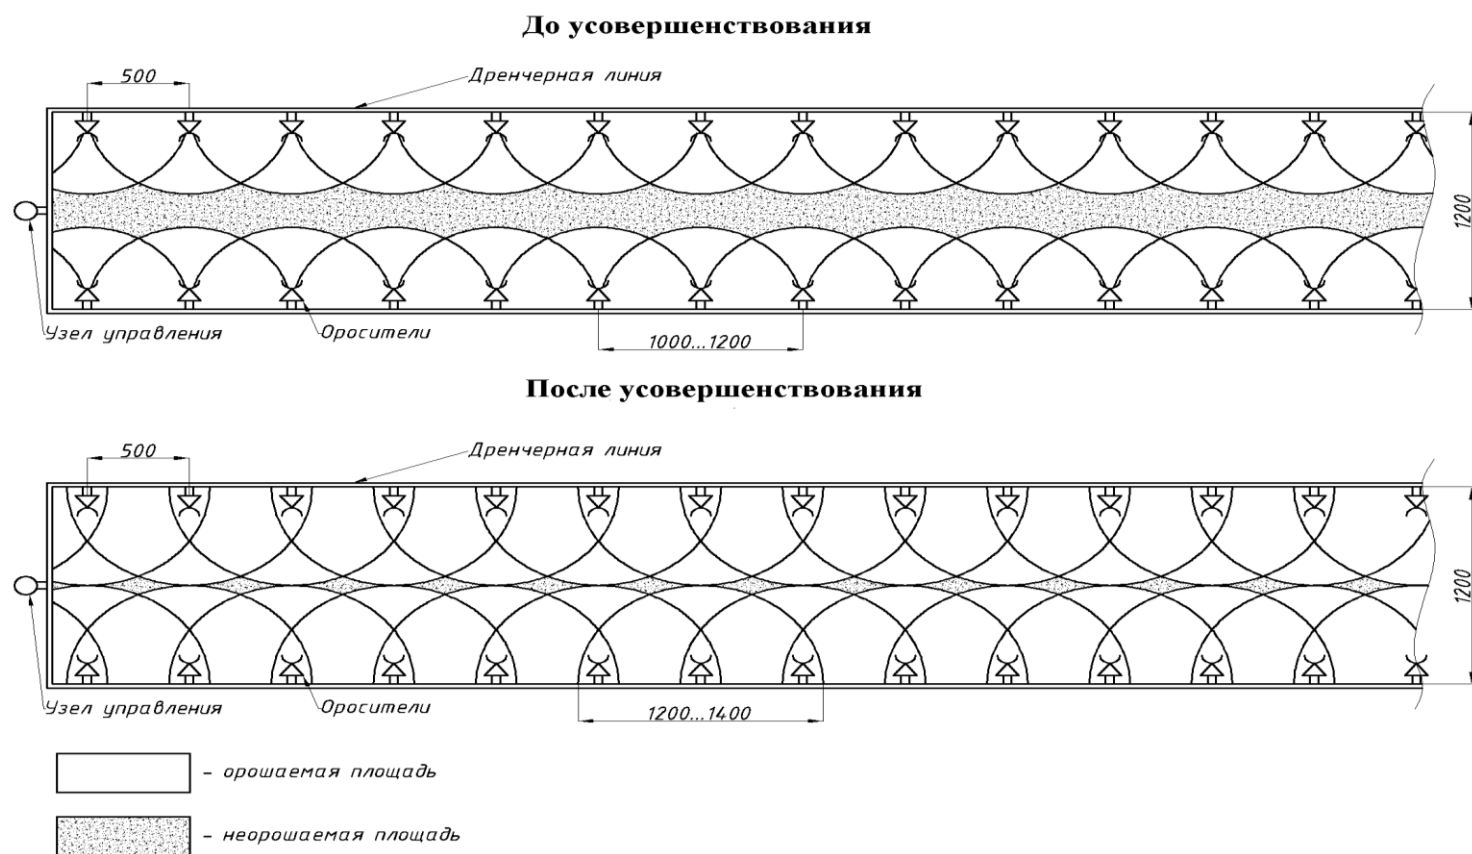 До усовершенствования
500
Дренчерная линия
1200
Узел управления
Оросители
1000...1200
После усовершенствования
500
Дренчерная линия
1200
Узел управления
Оросители
1200...1400
- орошаемая площадь
- неорошаемая площадь